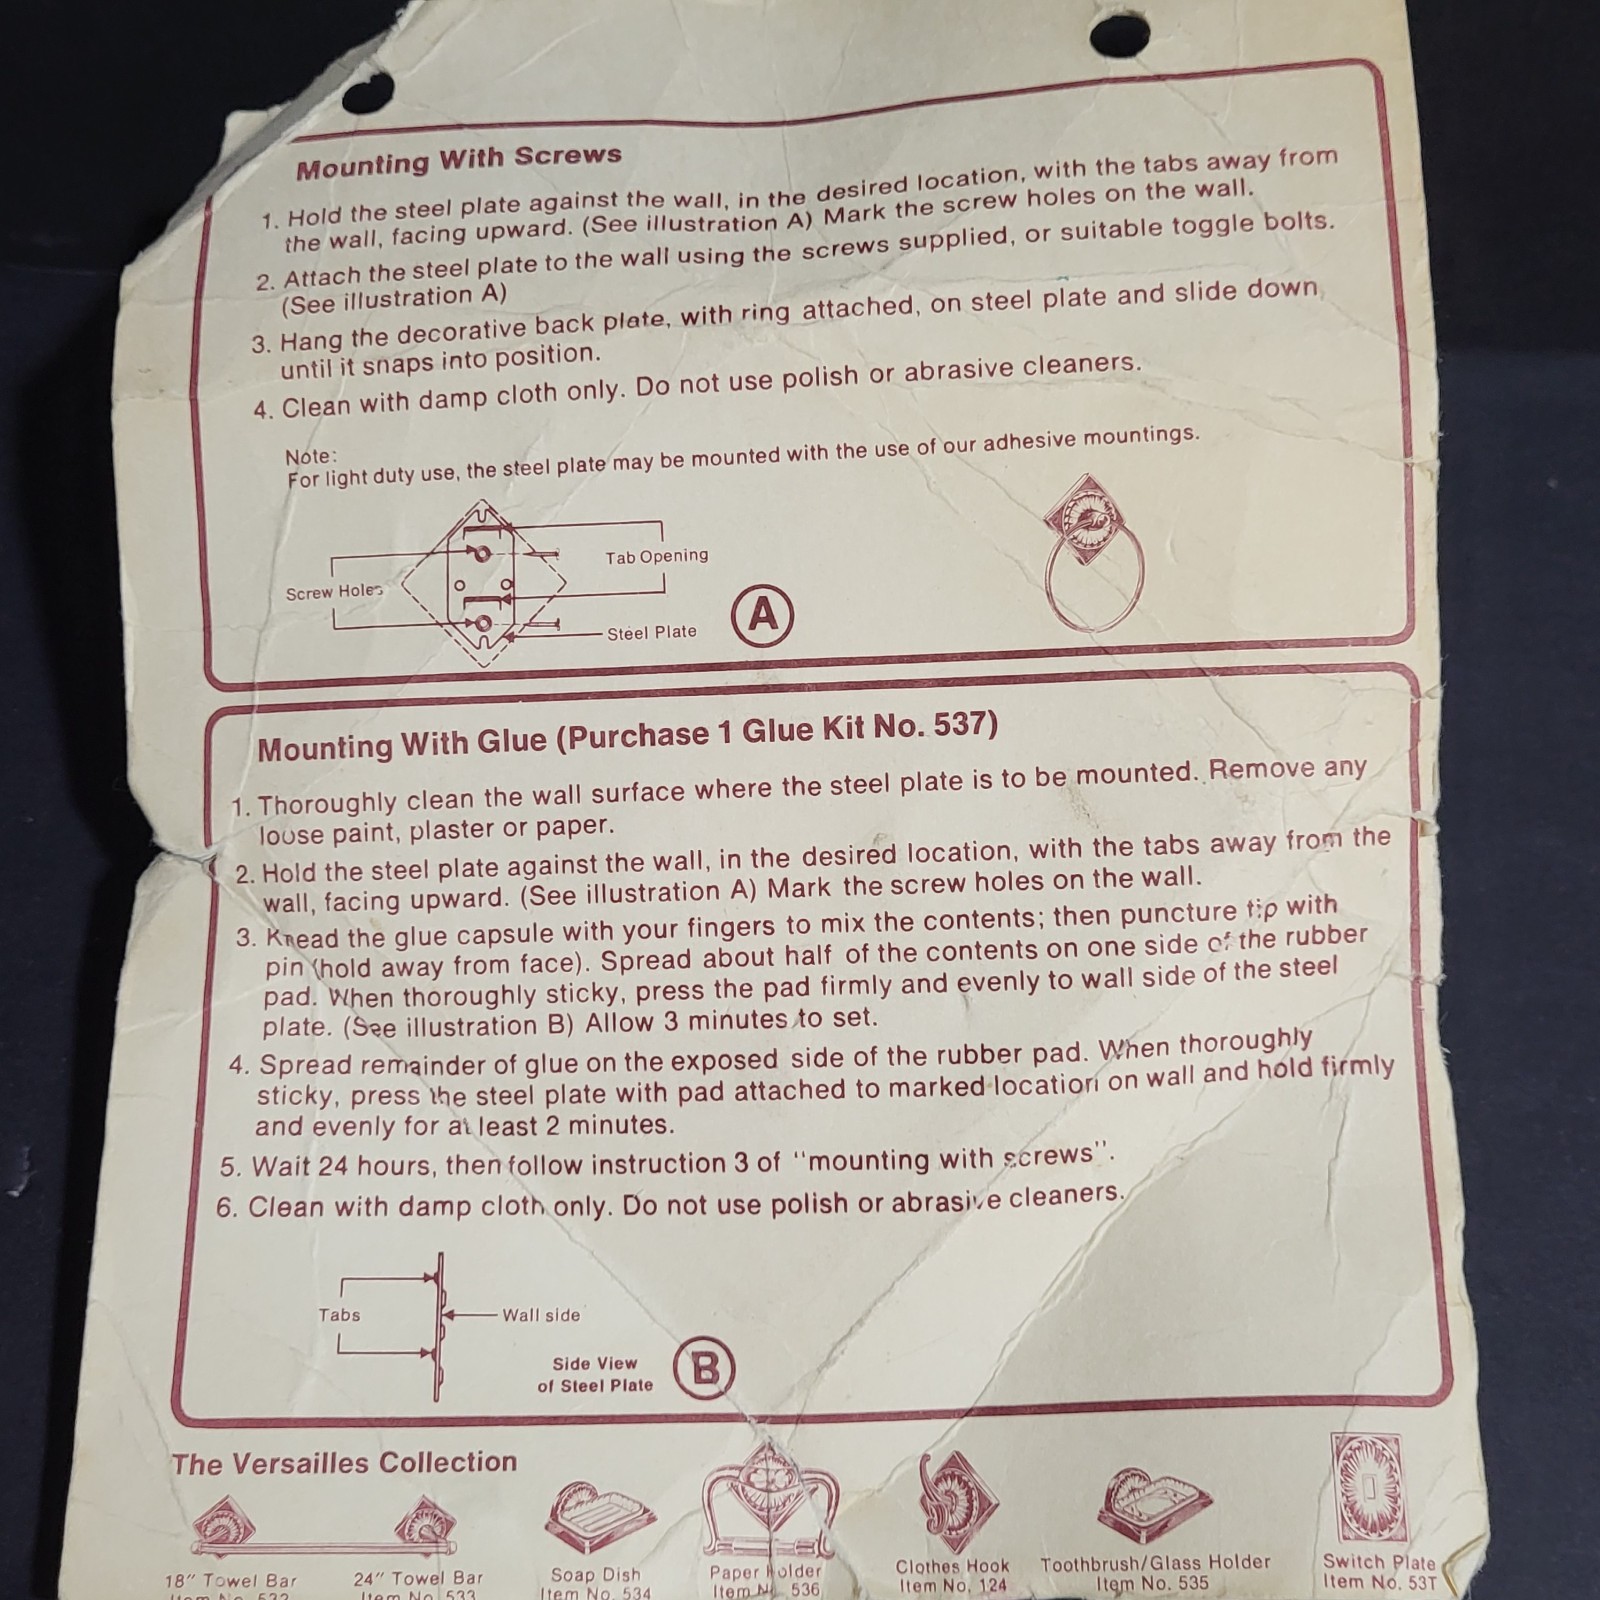 Mounting With Screws
1. Hold the steel plate against the wall, in the desired location, with the tabs away from
the wall, facing upward. (See illustration A) Mark the screw holes on the wall.
2. Attach the steel plate to the wall using the screws supplied, or suitable toggle bolts.
(See illustration A)
3. Hang the decorative back plate, with ring attached, on steel plate and slide down,
until it snaps into position.
4. Clean with damp cloth only. Do not use polish or abrasive cleaners.
Note:
For light duty use, the steel plate may be mounted with the use of our adhesive mountings.
Screw Holes
Tab Opening
Steel Plate
A
Mounting With Glue (Purchase 1 Glue Kit No. 537)
1. Thoroughly clean the wall surface where the steel plate is to be mounted. Remove any
loose paint, plaster or paper.
2. Hold the steel plate against the wall, in the desired location, with the tabs away from the
wall, facing upward. (See illustration A) Mark the screw holes on the wall.
3. Knead the glue capsule with your fingers to mix the contents; then puncture tip with
pin (hold away from face). Spread about half of the contents on one side of the rubber
pad. When thoroughly sticky, press the pad firmly and evenly to wall side of the steel
plate. (See illustration B) Allow 3 minutes to set.
4. Spread remainder of glue on the exposed side of the rubber pad. When thoroughly
sticky, press the steel plate with pad attached to marked location on wall and hold firmly
and evenly for at least 2 minutes.
5. Wait 24 hours, then follow instruction 3 of "mounting with screws".
6. Clean with damp cloth only. Do not use polish or abrasive cleaners.
Tabs
Wall side
Side View
of Steel Plate
B
The Versailles Collection
18" Towel Bar
Item No. 532
24" Towel Bar
Item No. 533
Soap Dish
Item No. 534
Paper Holder
Item No. 536
Clothes Hook
Item No. 124
Toothbrush/Glass Holder
Item No. 535
Switch Plate
Item No. 53T